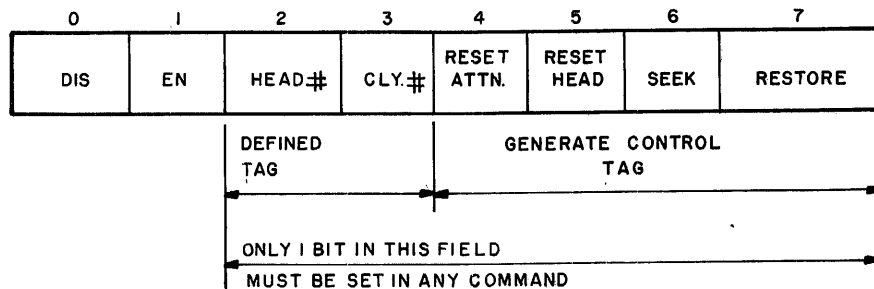 0 1 2 3 4 5 6 7
DIS EN HEAD# CLY.# RESET ATTN. RESET HEAD SEEK RESTORE
DEFINED TAG
GENERATE CONTROL TAG
ONLY 1 BIT IN THIS FIELD
MUST BE SET IN ANY COMMAND